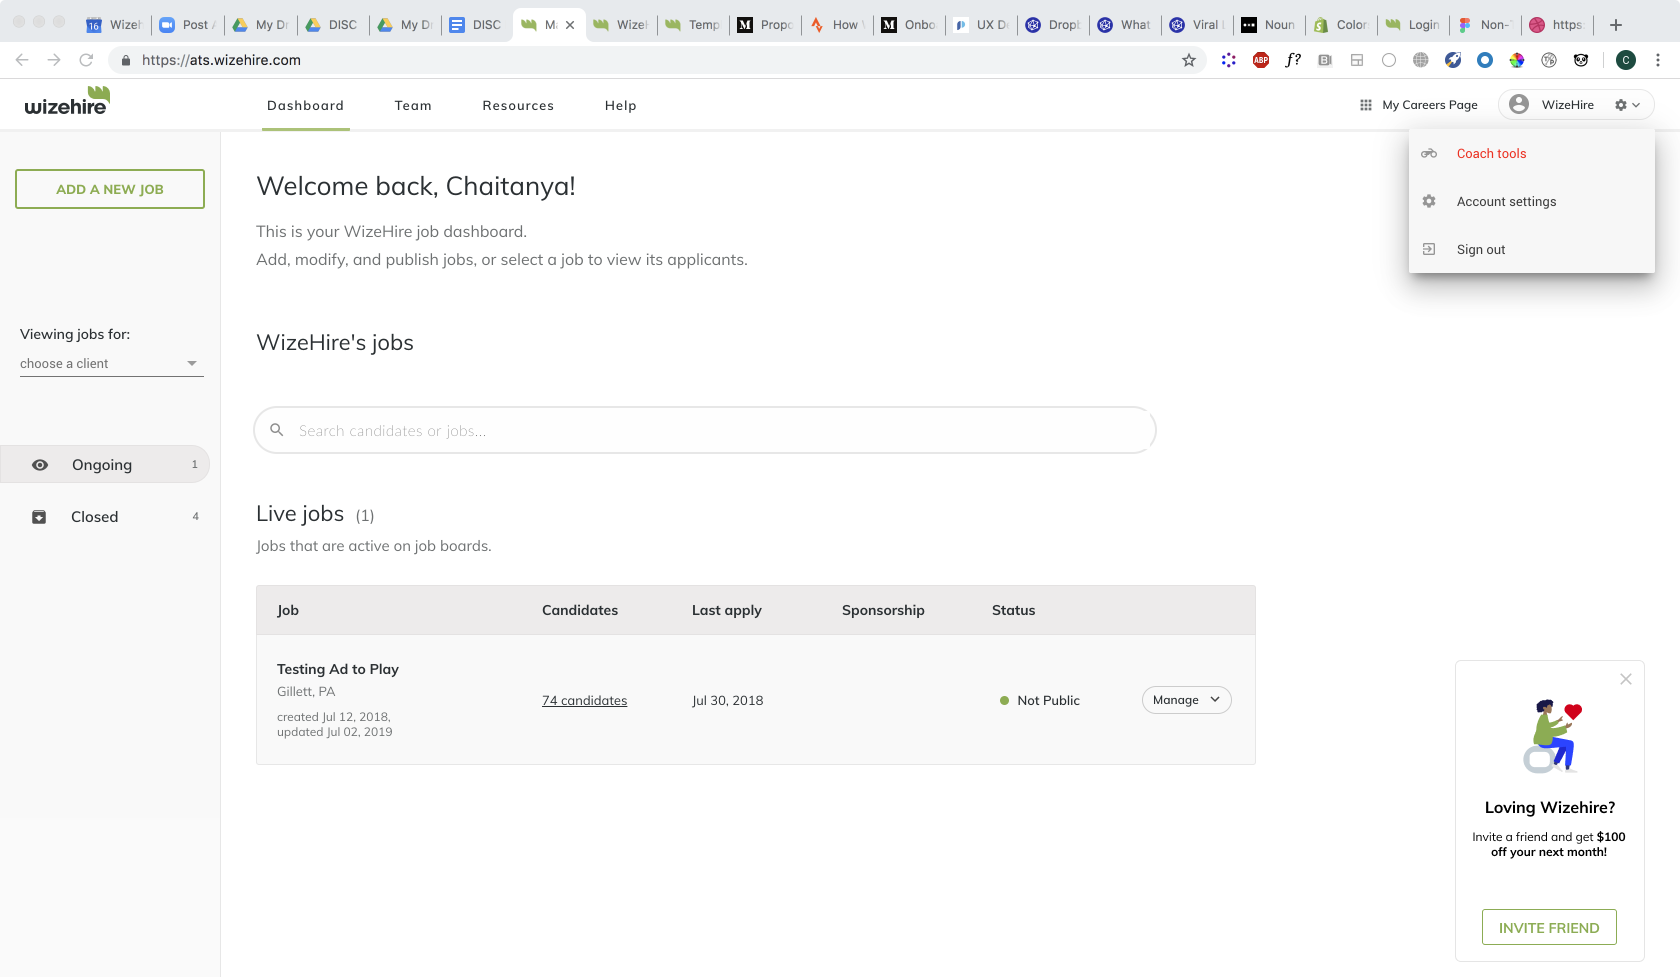 16 Wizeh
Post A
My Dr
DISC
My Dr
DISC
Ma
WizeH
Temp
M Propo
How
M Onbo
UX De
Dropb
What
Viral L
Noun
Color
Login
Non-
https:
https://ats.wizehire.com
ABP
f?
C
wizehire
Dashboard Team Resources Help
My Careers Page WizeHire
Coach tools
Account settings
Sign out
ADD A NEW JOB
Viewing jobs for:
choose a client
Ongoing 1
Closed 4
Welcome back, Chaitanya!
This is your WizeHire job dashboard.
Add, modify, and publish jobs, or select a job to view its applicants.
WizeHire's jobs
Search candidates or jobs...
Live jobs (1)
Jobs that are active on job boards.
Job Candidates Last apply Sponsorship Status
Testing Ad to Play
Gillett, PA
created Jul 12, 2018,
updated Jul 02, 2019
74 candidates Jul 30, 2018 Not Public Manage
Loving Wizehire?
Invite a friend and get $100
off your next month!
INVITE FRIEND